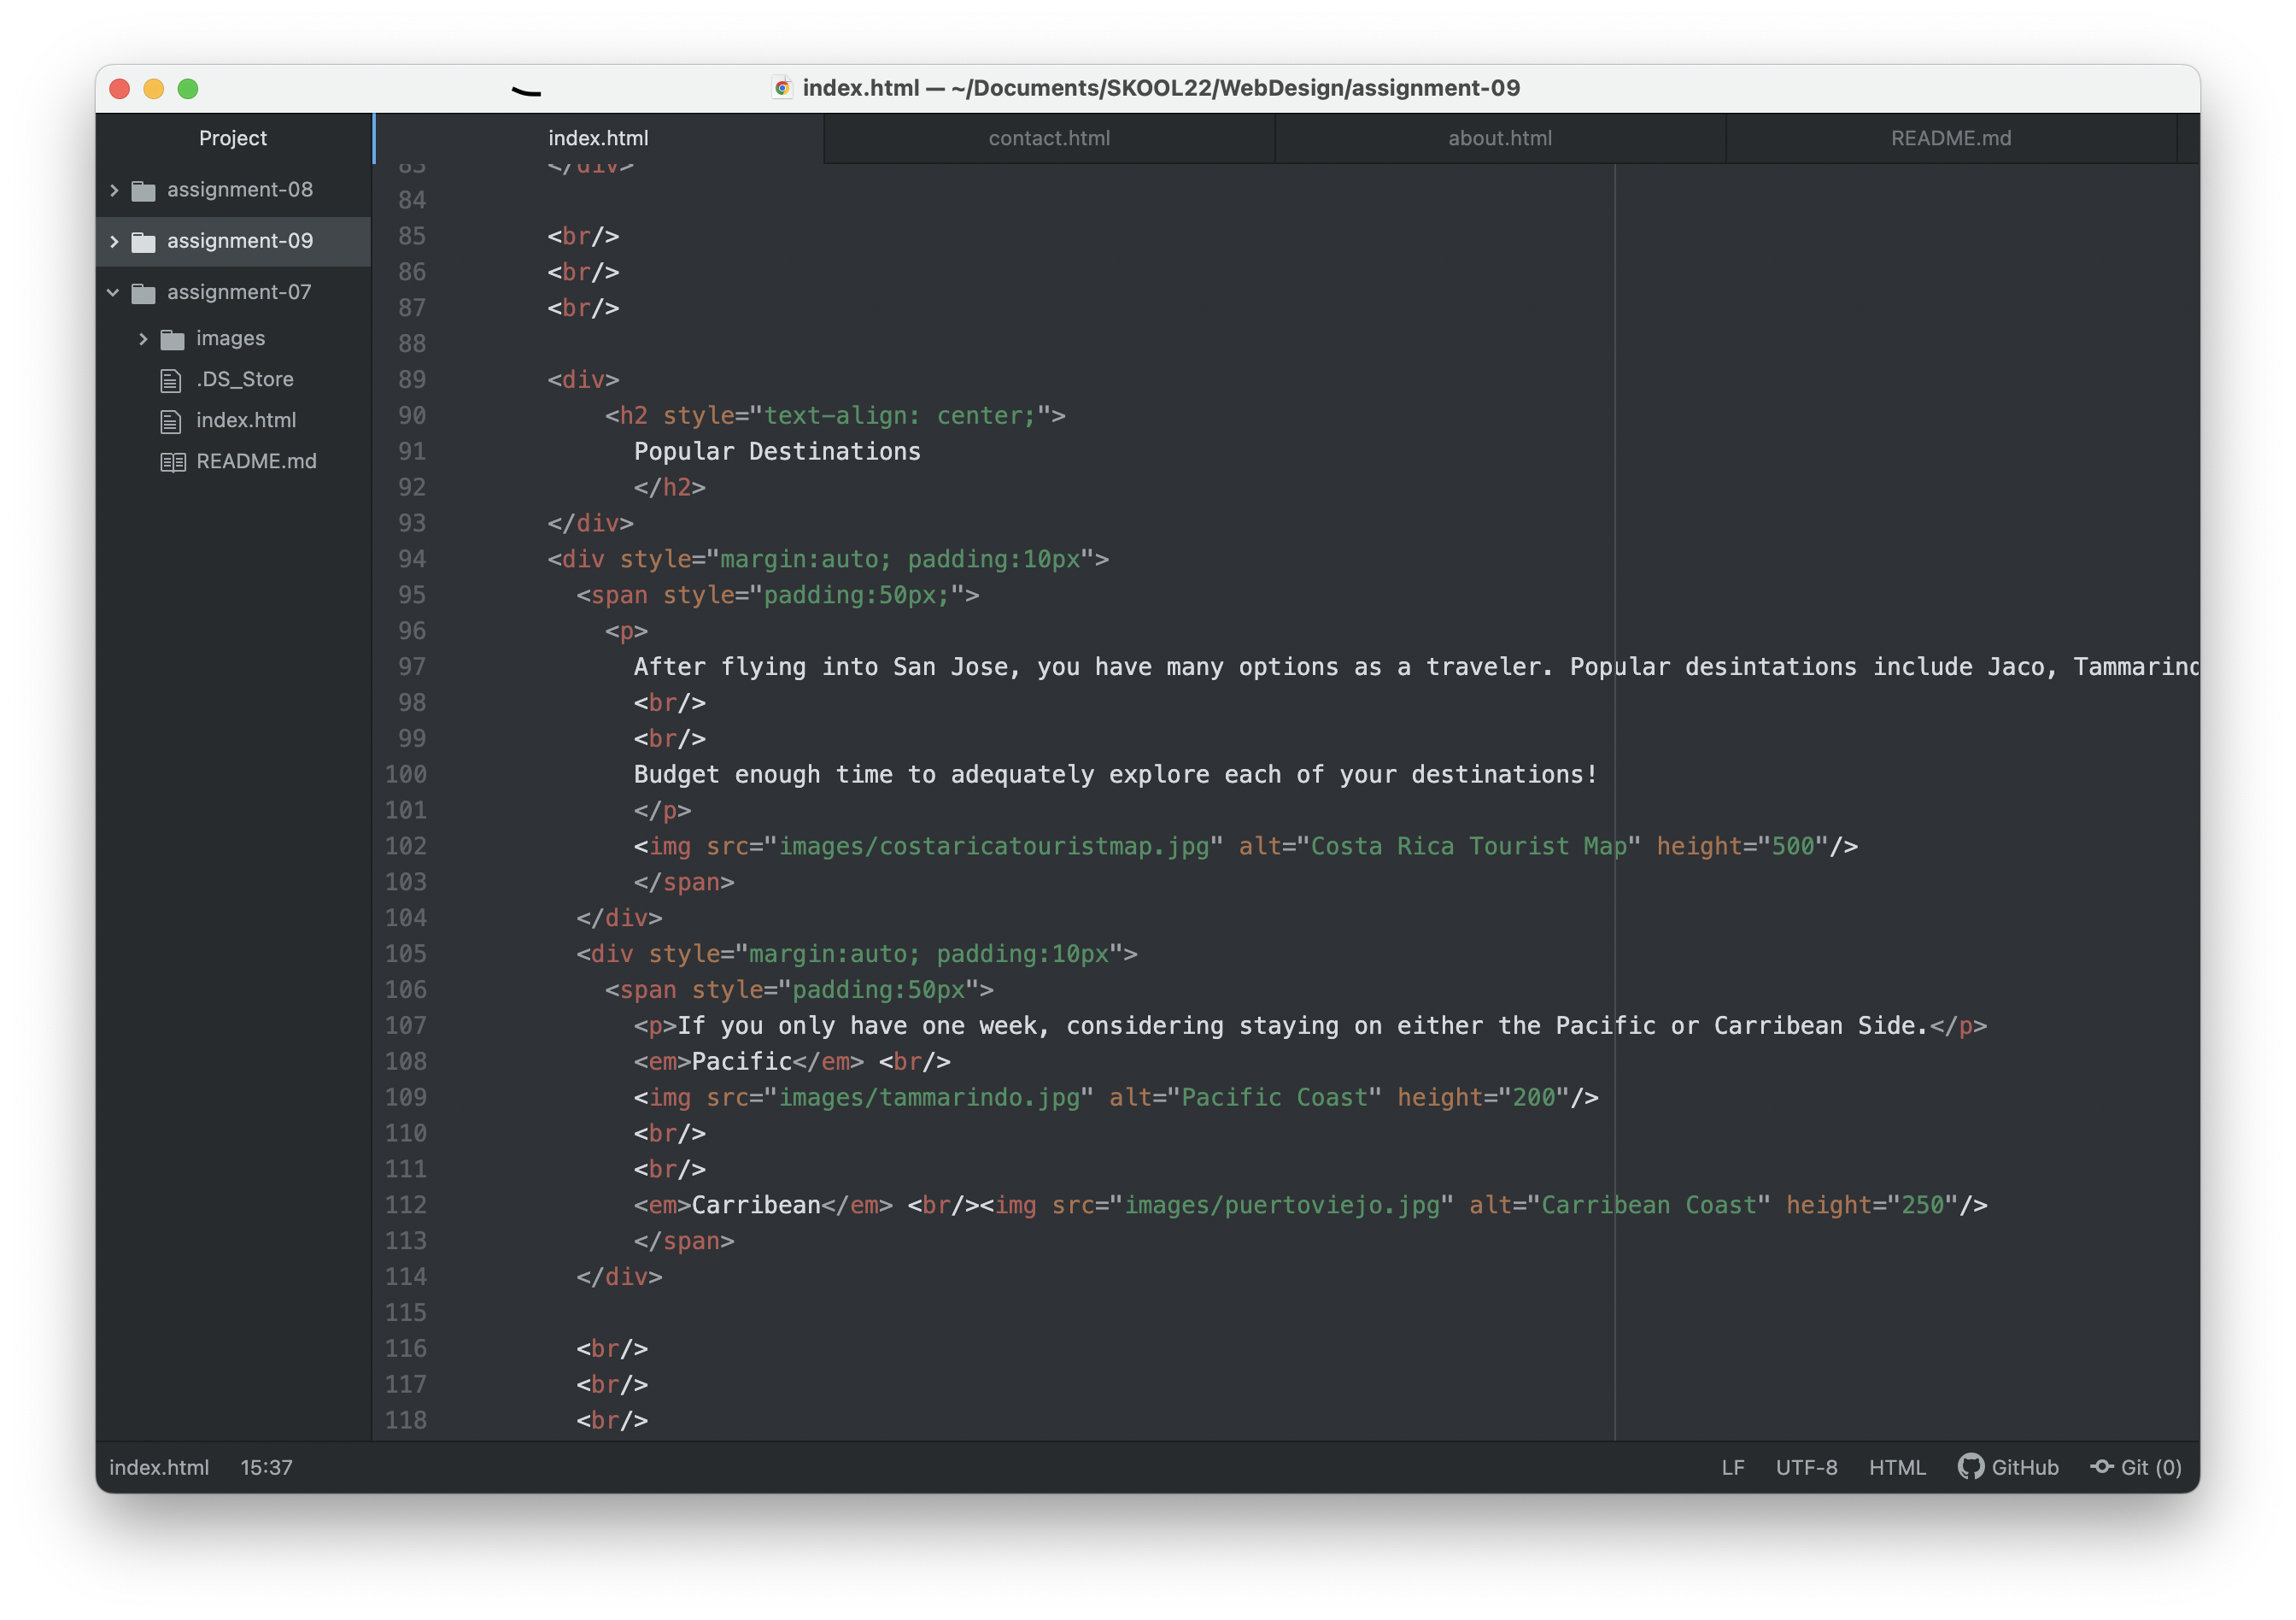 index.html — ~/Documents/SKOOL22/WebDesign/assignment-09
Project
index.html
contact.html
about.html
README.md
assignment-08
assignment-09
assignment-07
images
.DS_Store
index.html
README.md
83 </div>
84
85 <br/>
86 <br/>
87 <br/>
88
89 <div>
90 <h2 style="text-align: center;">
91 Popular Destinations
92 </h2>
93 </div>
94 <div style="margin:auto; padding:10px">
95 <span style="padding:50px;">
96 <p>
97 After flying into San Jose, you have many options as a traveler. Popular desintations include Jaco, Tammarind
98 <br/>
99 <br/>
100 Budget enough time to adequately explore each of your destinations!
101 </p>
102 <img src="images/costaricatouristmap.jpg" alt="Costa Rica Tourist Map" height="500"/>
103 </span>
104 </div>
105 <div style="margin:auto; padding:10px">
106 <span style="padding:50px">
107 <p>If you only have one week, considering staying on either the Pacific or Carribean Side.</p>
108 <em>Pacific</em> <br/>
109 <img src="images/tammarindo.jpg" alt="Pacific Coast" height="200"/>
110 <br/>
111 <br/>
112 <em>Carribean</em> <br/><img src="images/puertoviejo.jpg" alt="Carribean Coast" height="250"/>
113 </span>
114 </div>
115
116 <br/>
117 <br/>
118 <br/>
index.html 15:37 LF UTF-8 HTML GitHub Git (0)